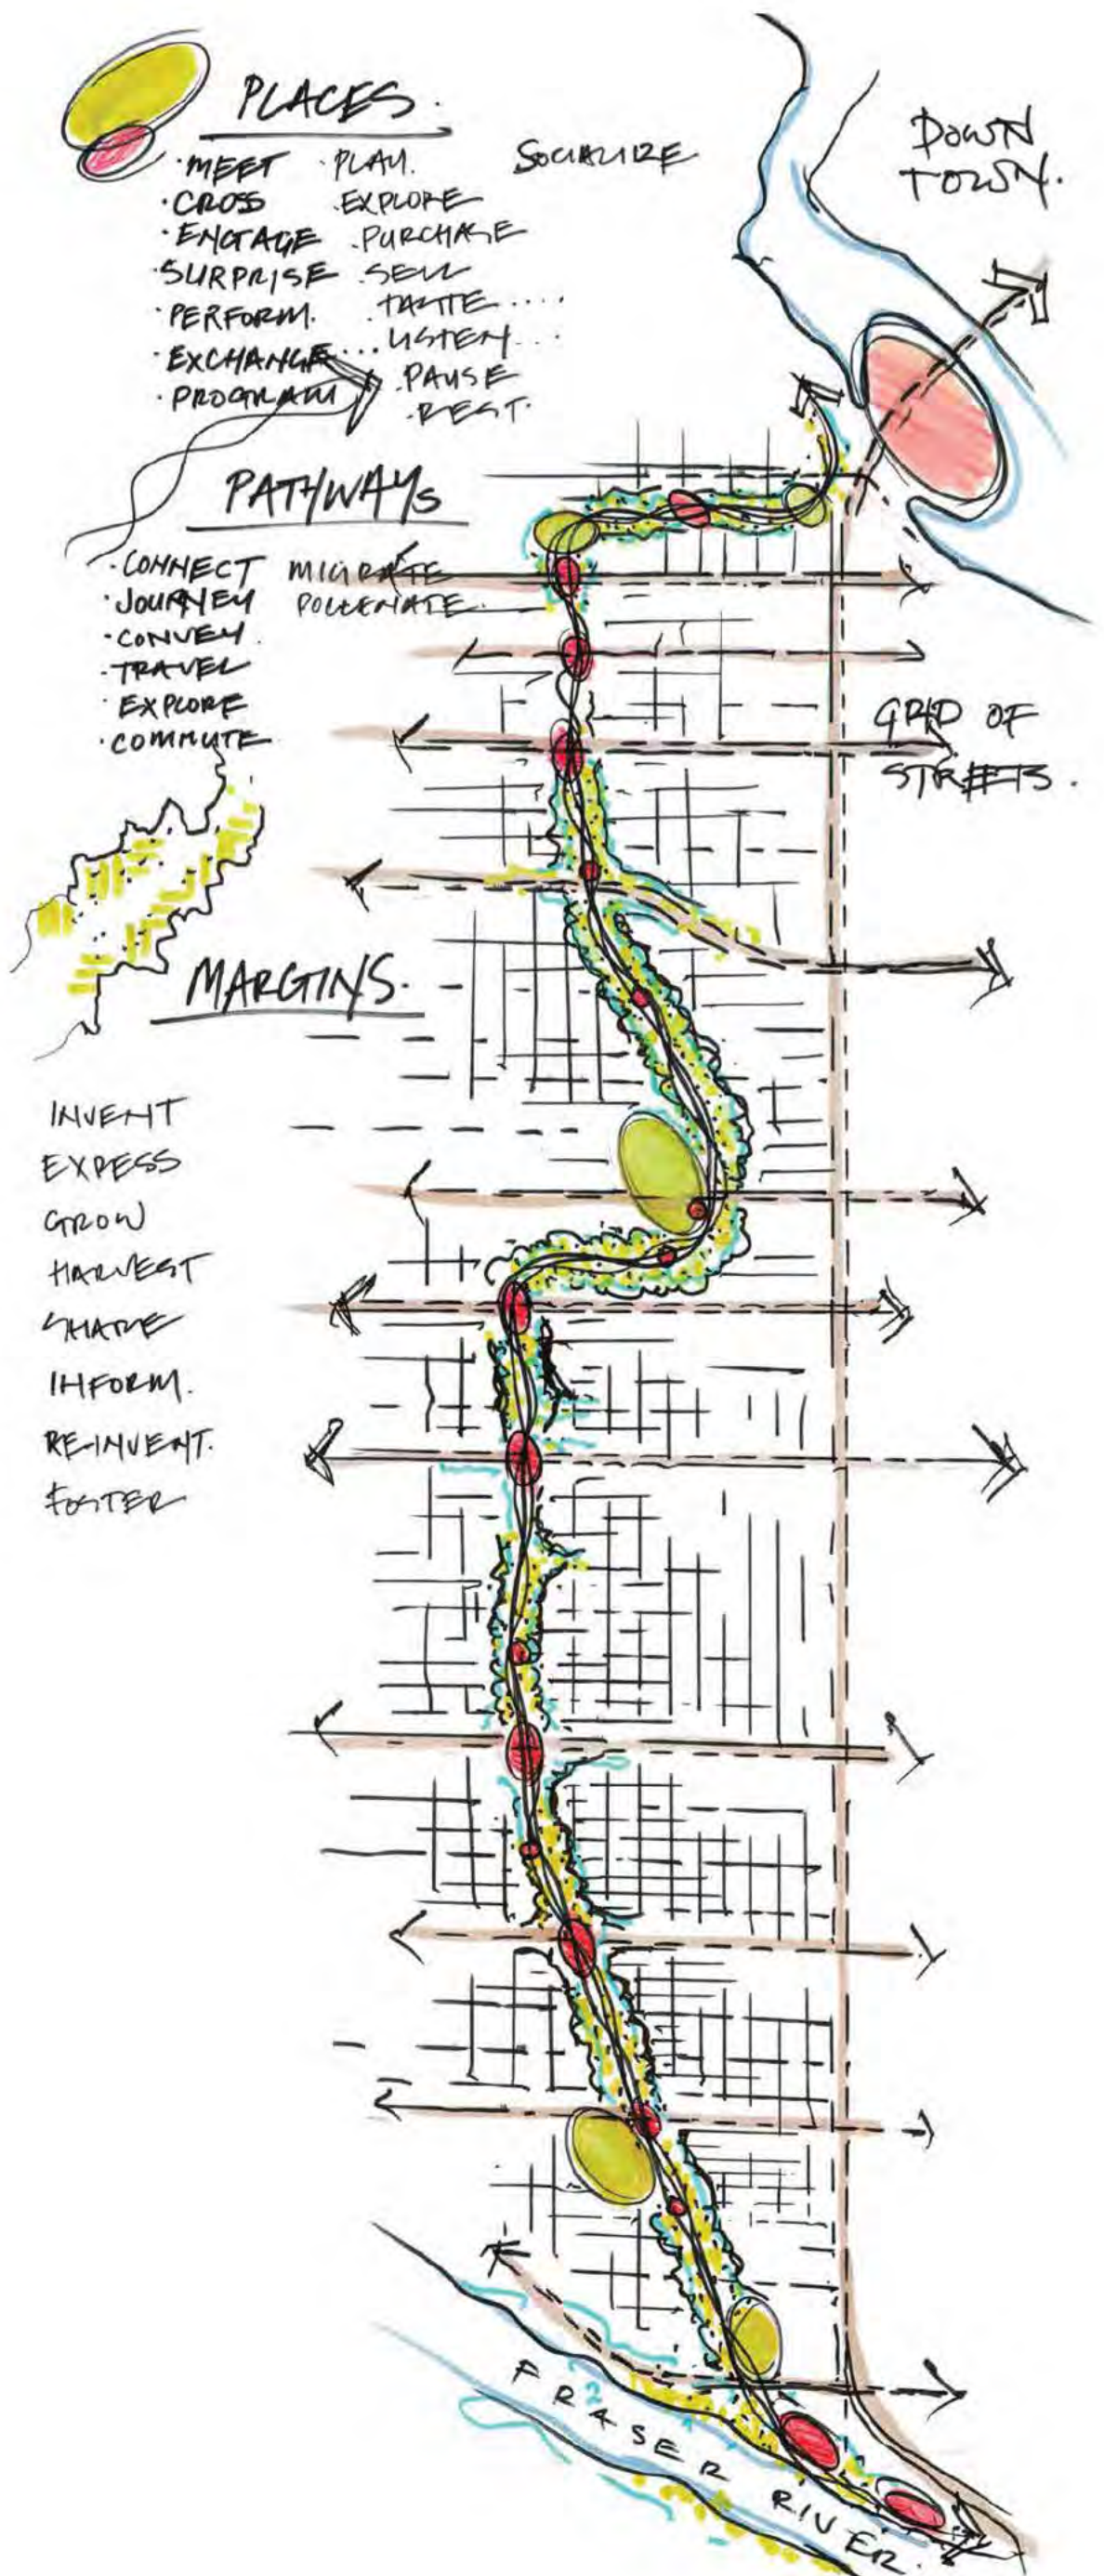 PLACES.
· MEET · PLAY. SOCIALIZE
· CROSS . EXPLORE
· ENGAGE . PURCHASE
· SURPRISE . SELL
· PERFORM. . TASTE ....
· EXCHANGE ... LISTEN ...
· PROGRAM . PAUSE
. REST.
DOWN
TOWN.
PATHWAYS
· CONNECT MIGRATE
· JOURNEY POLLENATE.
· CONVEY.
· TRAVEL
· EXPLORE
· COMMUTE
GRID OF
STREETS.
MARGINS.
INVENT
EXPESS
GROW
HARVEST
SHARE
INFORM.
RE-INVENT.
FOSTER
FRASER RIVER.